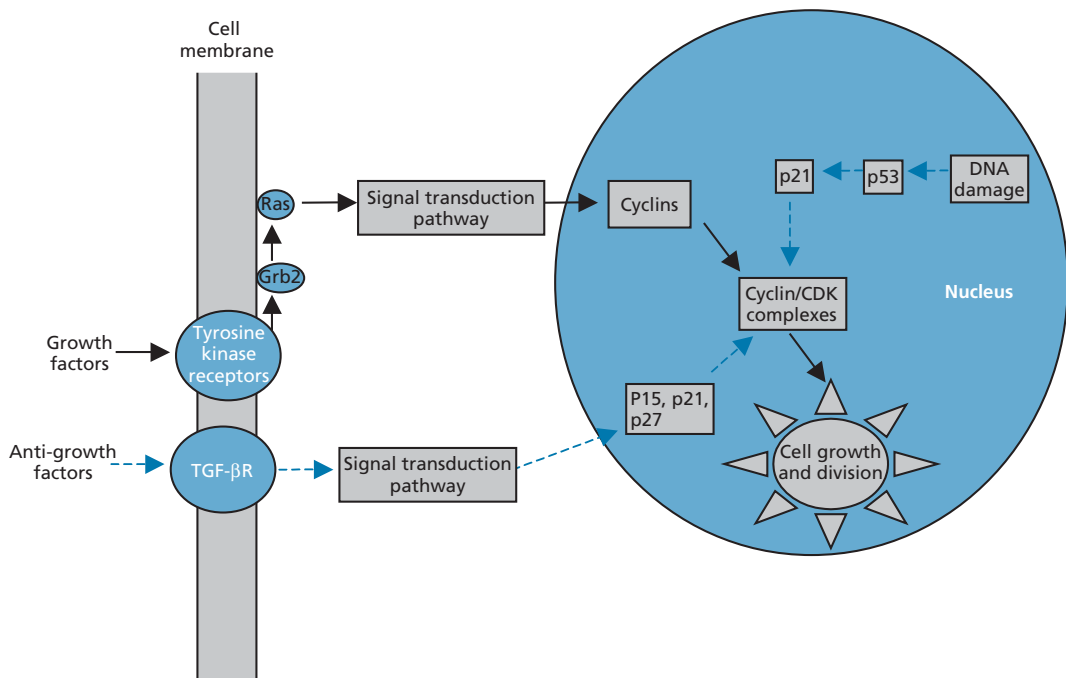 Cell
membrane
Ras
Signal transduction
pathway
Cyclins
p21
p53
DNA
damage
Grb2
Cyclin/CDK
complexes
Nucleus
Growth
factors
Tyrosine
kinase
receptors
P15, p21,
p27
Anti-growth
factors
TGF-βR
Signal transduction
pathway
Cell growth
and division